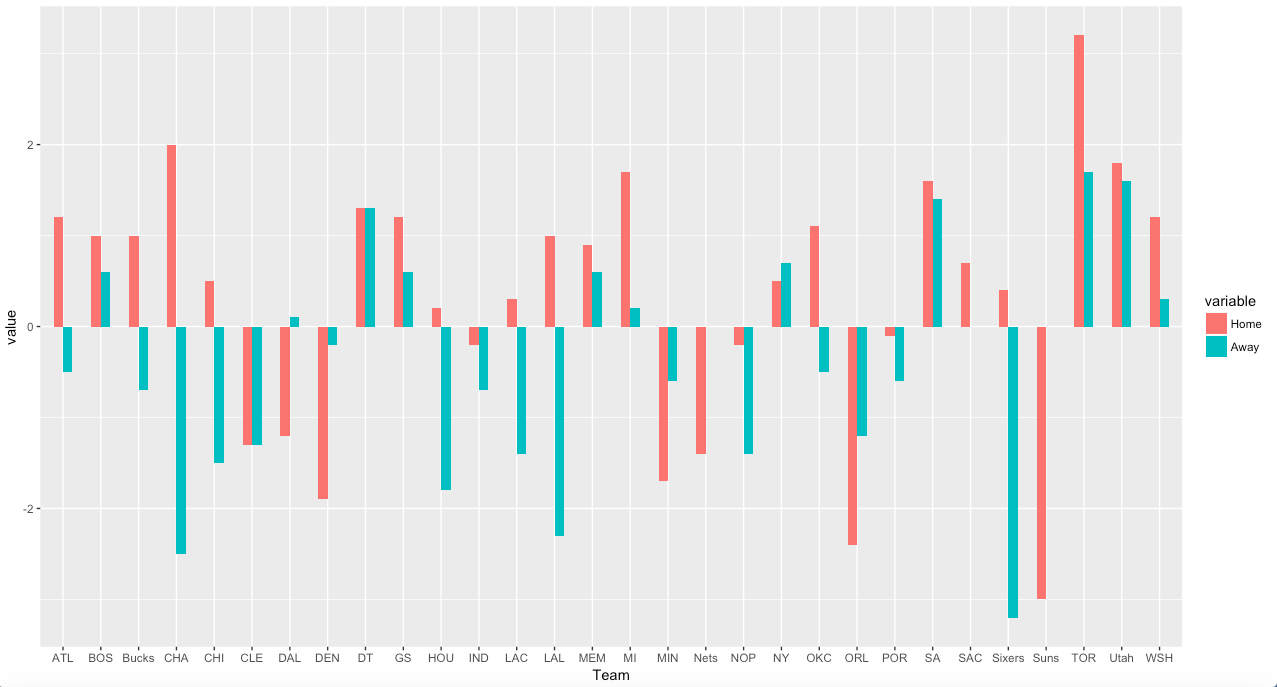 value
2
0
-2
ATL BOS Bucks CHA CHI CLE DAL DEN DT GS HOU IND LAC LAL MEM MI MIN Nets NOP NY OKC ORL POR SA SAC Sixers Suns TOR Utah WSH
Team
variable
Home
Away